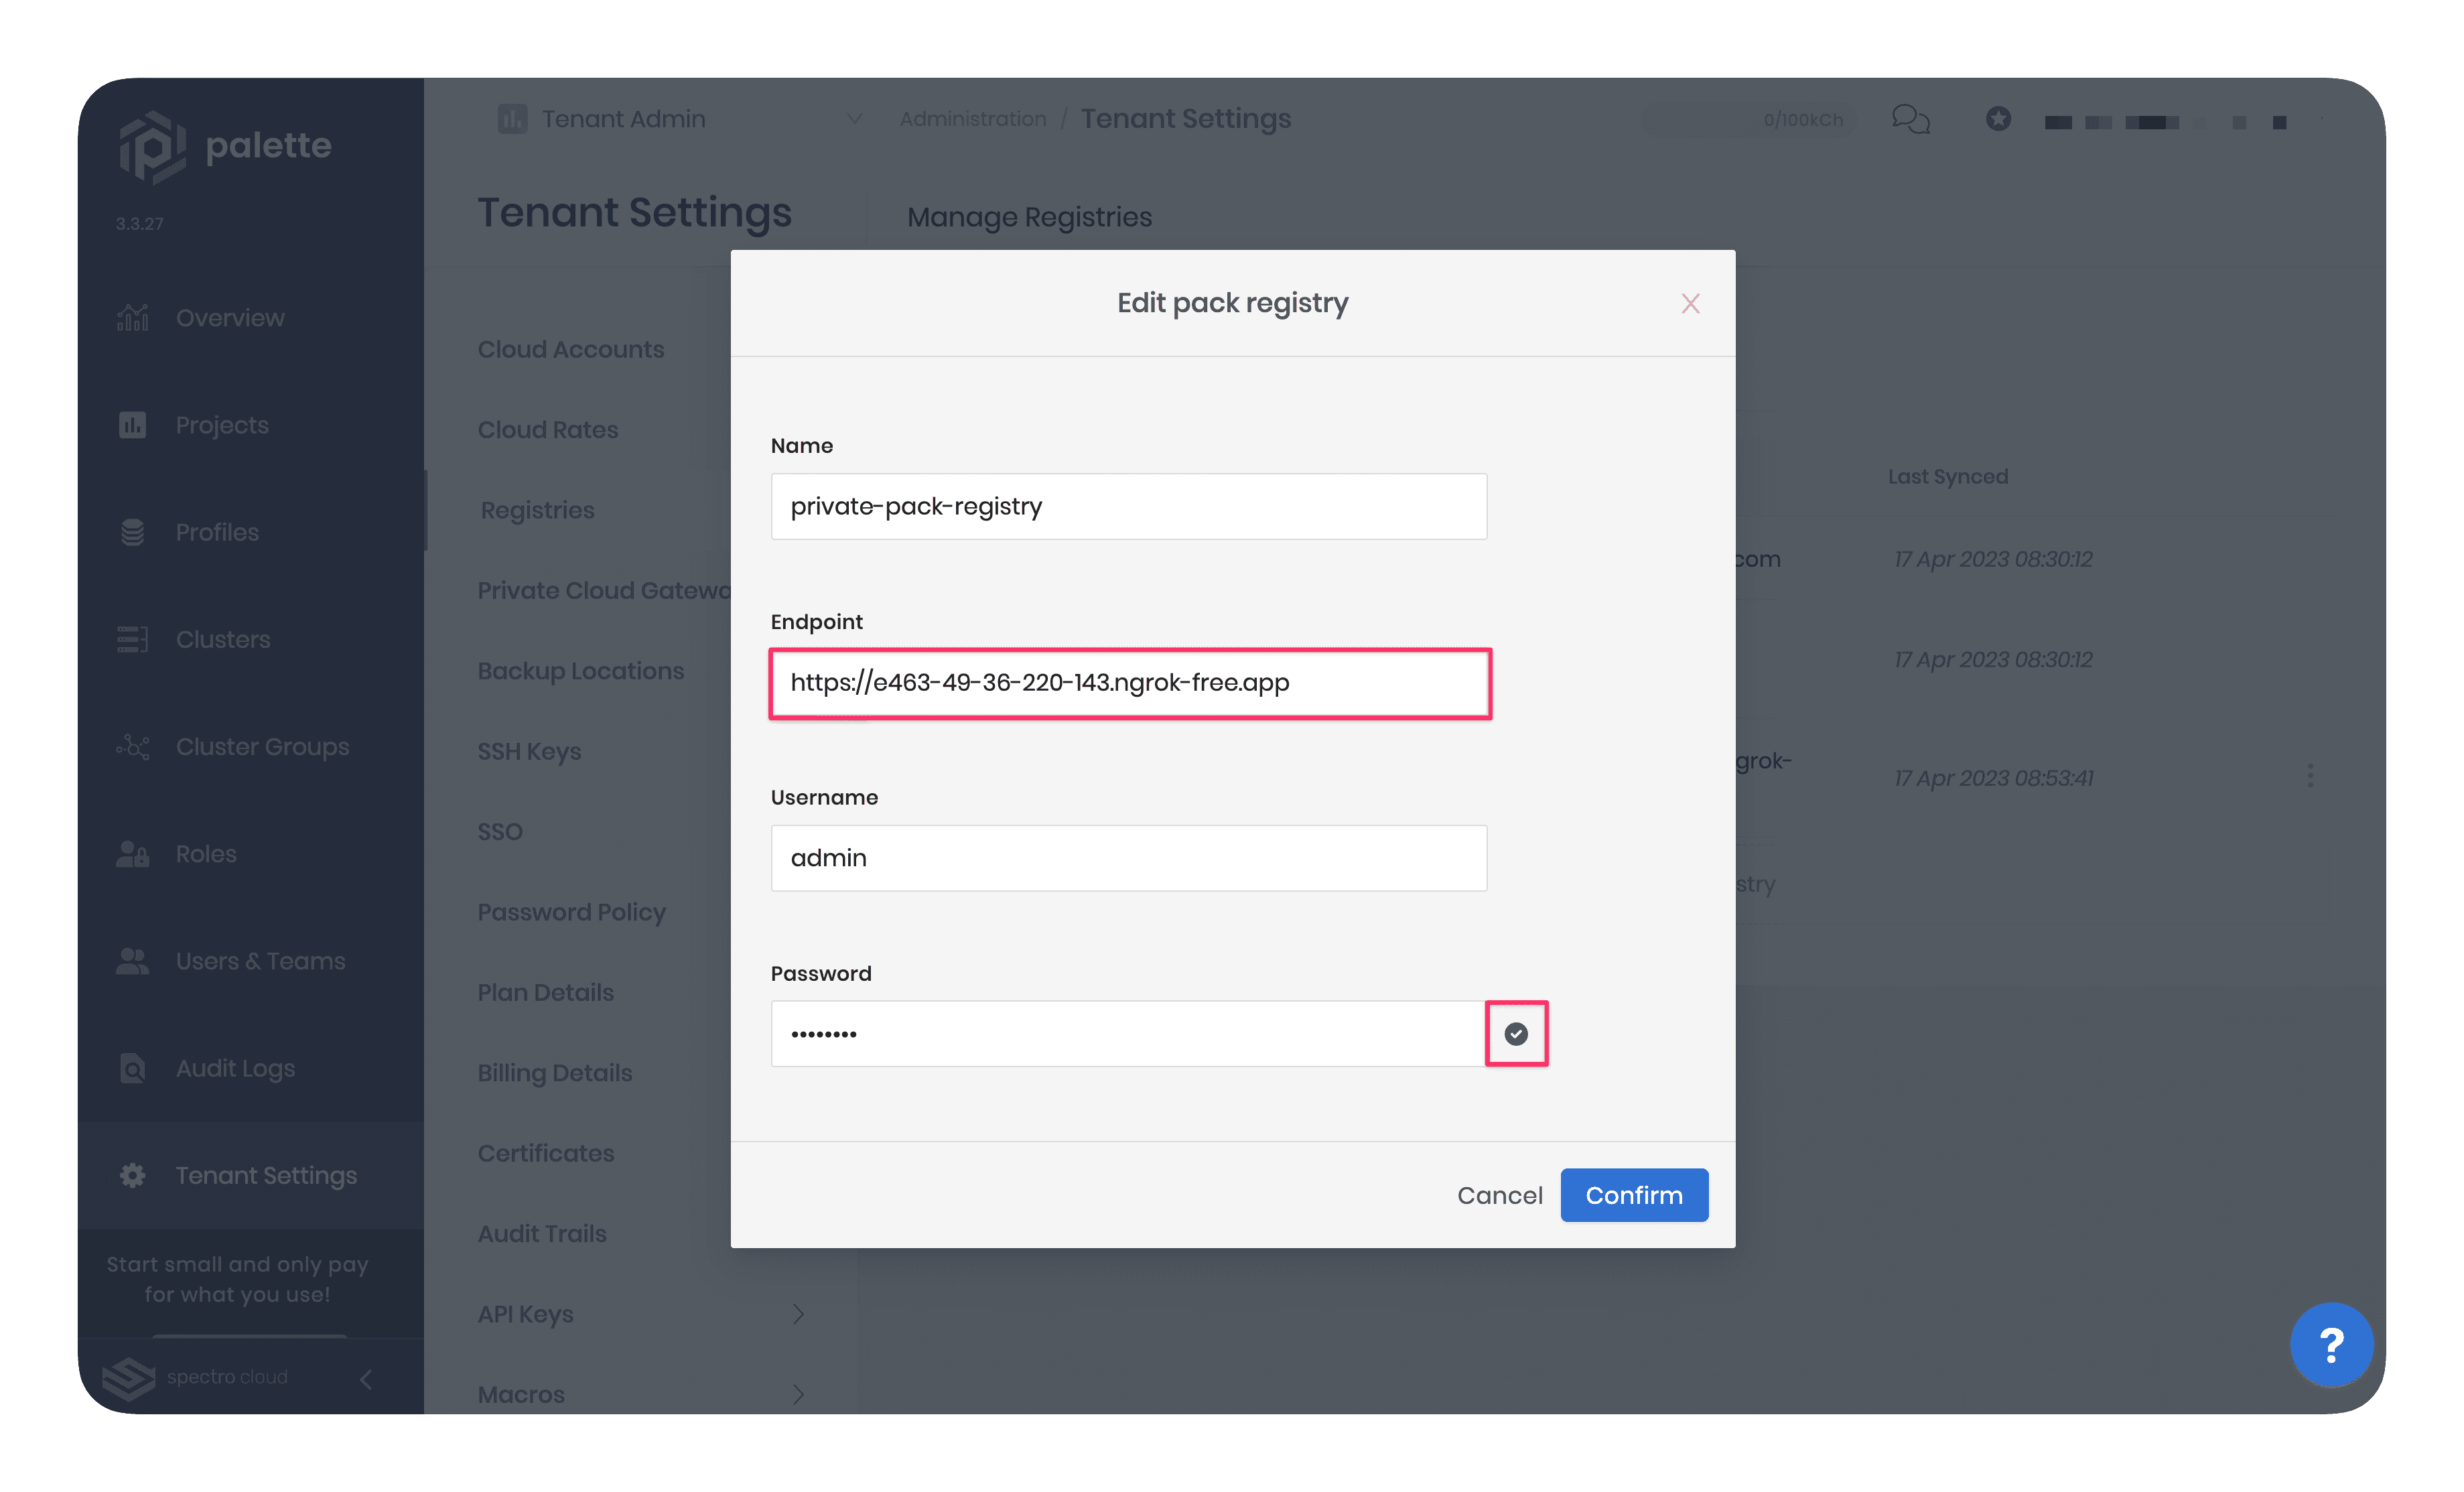 palette
3.3.27
Overview
Projects
Profiles
Clusters
Cluster Groups
Roles
Users & Teams
Audit Logs
Tenant Settings
Start small and only pay
for what you use!
spectro cloud
Tenant Admin
Administration / Tenant Settings
0/100kCh
Tenant Settings
Manage Registries
Cloud Accounts
Cloud Rates
Registries
Private Cloud Gatewa
Backup Locations
SSH Keys
SSO
Password Policy
Plan Details
Billing Details
Certificates
Audit Trails
API Keys
Macros
Edit pack registry
Name
private-pack-registry
Endpoint
https://e463-49-36-220-143.ngrok-free.app
Username
admin
Password
••••••••
Cancel
Confirm
Last Synced
com
17 Apr 2023 08:30:12
17 Apr 2023 08:30:12
grok-
17 Apr 2023 08:53:41
stry
?